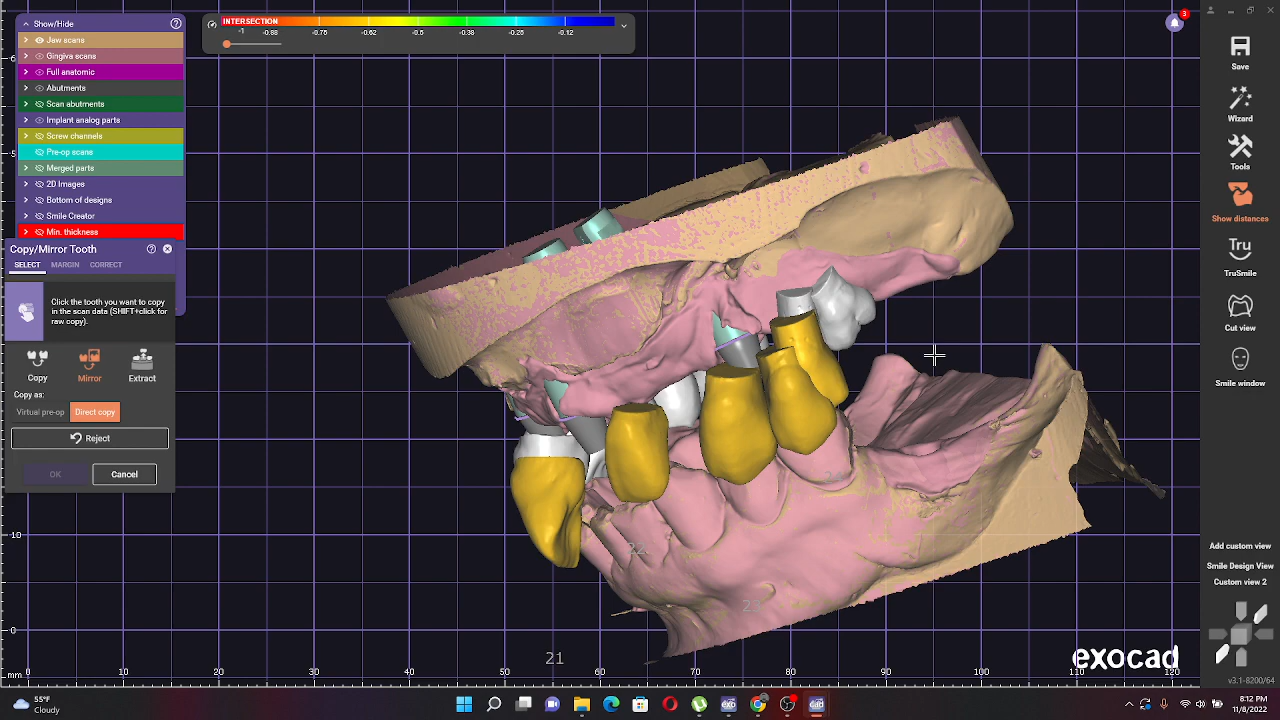 Show/Hide
Jaw scans
Gingiva scans
Full anatomic
Abutments
Scan abutments
Implant analog parts
Screw channels
Pre-op scans
Merged parts
2D Images
Bottom of designs
Smile Creator
Min. thickness
INTERSECTION
-1 -0.88 -0.75 -0.62 -0.5 -0.38 -0.25 -0.12
Copy/Mirror Tooth
SELECT MARGIN CORRECT
Click the tooth you want to copy
in the scan data (SHIFT+click for
raw copy).
Copy Mirror Extract
Copy as:
Virtual pre-op Direct copy
Reject
OK Cancel
3
Save
Wizard
Tools
Show distances
TruSmile
Cut view
Smile window
Add custom view
Smile Design View
Custom view 2
22
23
21
0
mm 0 10 20 30 40 50 60 70 80 90 100 110 120
exocad
v3.1-8200/64
55°F
Cloudy
8:12 PM
11/8/2022